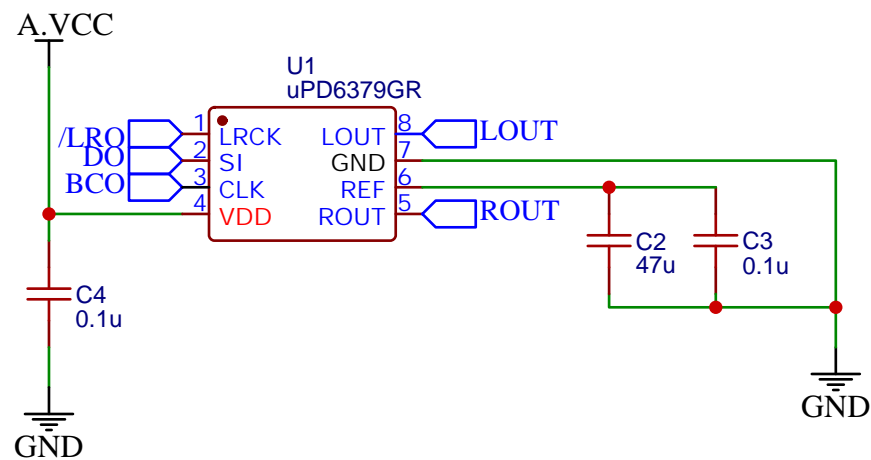 A.VCC
U1
uPD6379GR
/LRO
DO
BCO
1
2
3
4
LRCK
SI
CLK
VDD
LOUT
GND
REF
ROUT
8
7
6
5
LOUT
ROUT
C2
47u
C3
0.1u
C4
0.1u
GND
GND